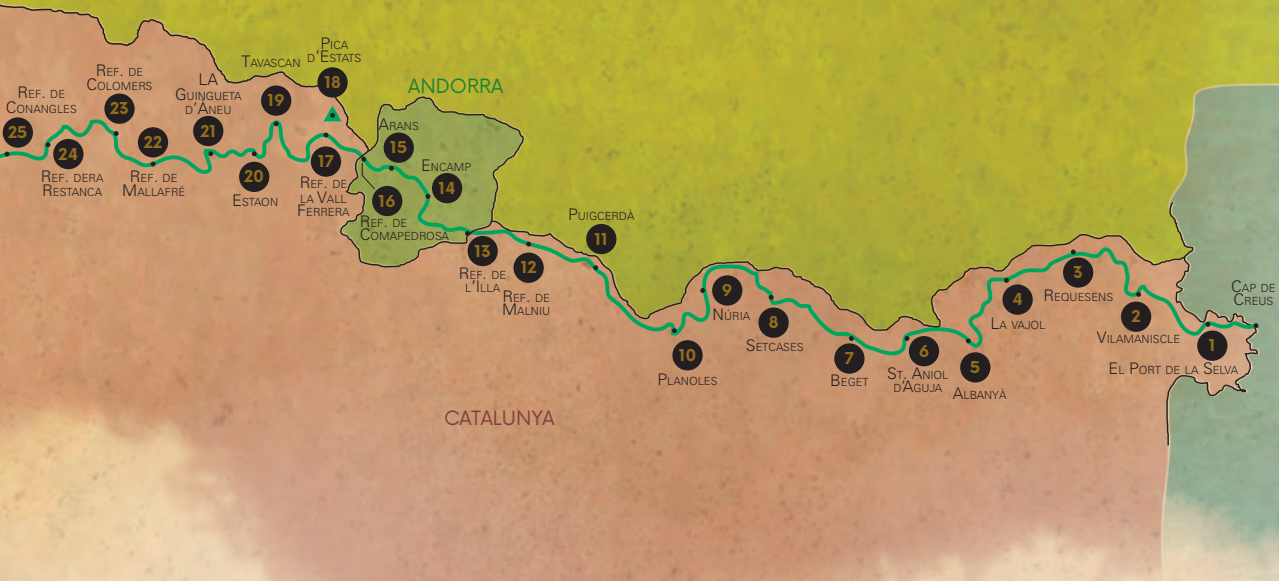 PICA
D'ESTATS
18
TAVASCAN
19
REF. DE
COLOMERS
23
LA
GUINGUETA
D'ÀNEU
21
REF. DE
CONANGLES
25
24
REF. DERA
RESTANCA
22
REF. DE
MALLAFRÉ
20
ESTAON
17
REF. DE
LA VALL
FERRERA
ANDORRA
ARANS
15
ENCAMP
14
16
REF. DE
COMAPEDROSA
13
REF. DE
L'ILLA
12
REF. DE
MALNIU
PUIGCERDÀ
11
10
PLANOLES
9
NÚRIA
8
SETCASES
7
BEGET
6
ST. ANIOL
D'AGUJA
5
ALBANYÀ
4
LA VAJOL
3
REQUESENS
2
VILAMANISCLE
1
EL PORT DE LA SELVA
CAP DE
CREUS
CATALUNYA